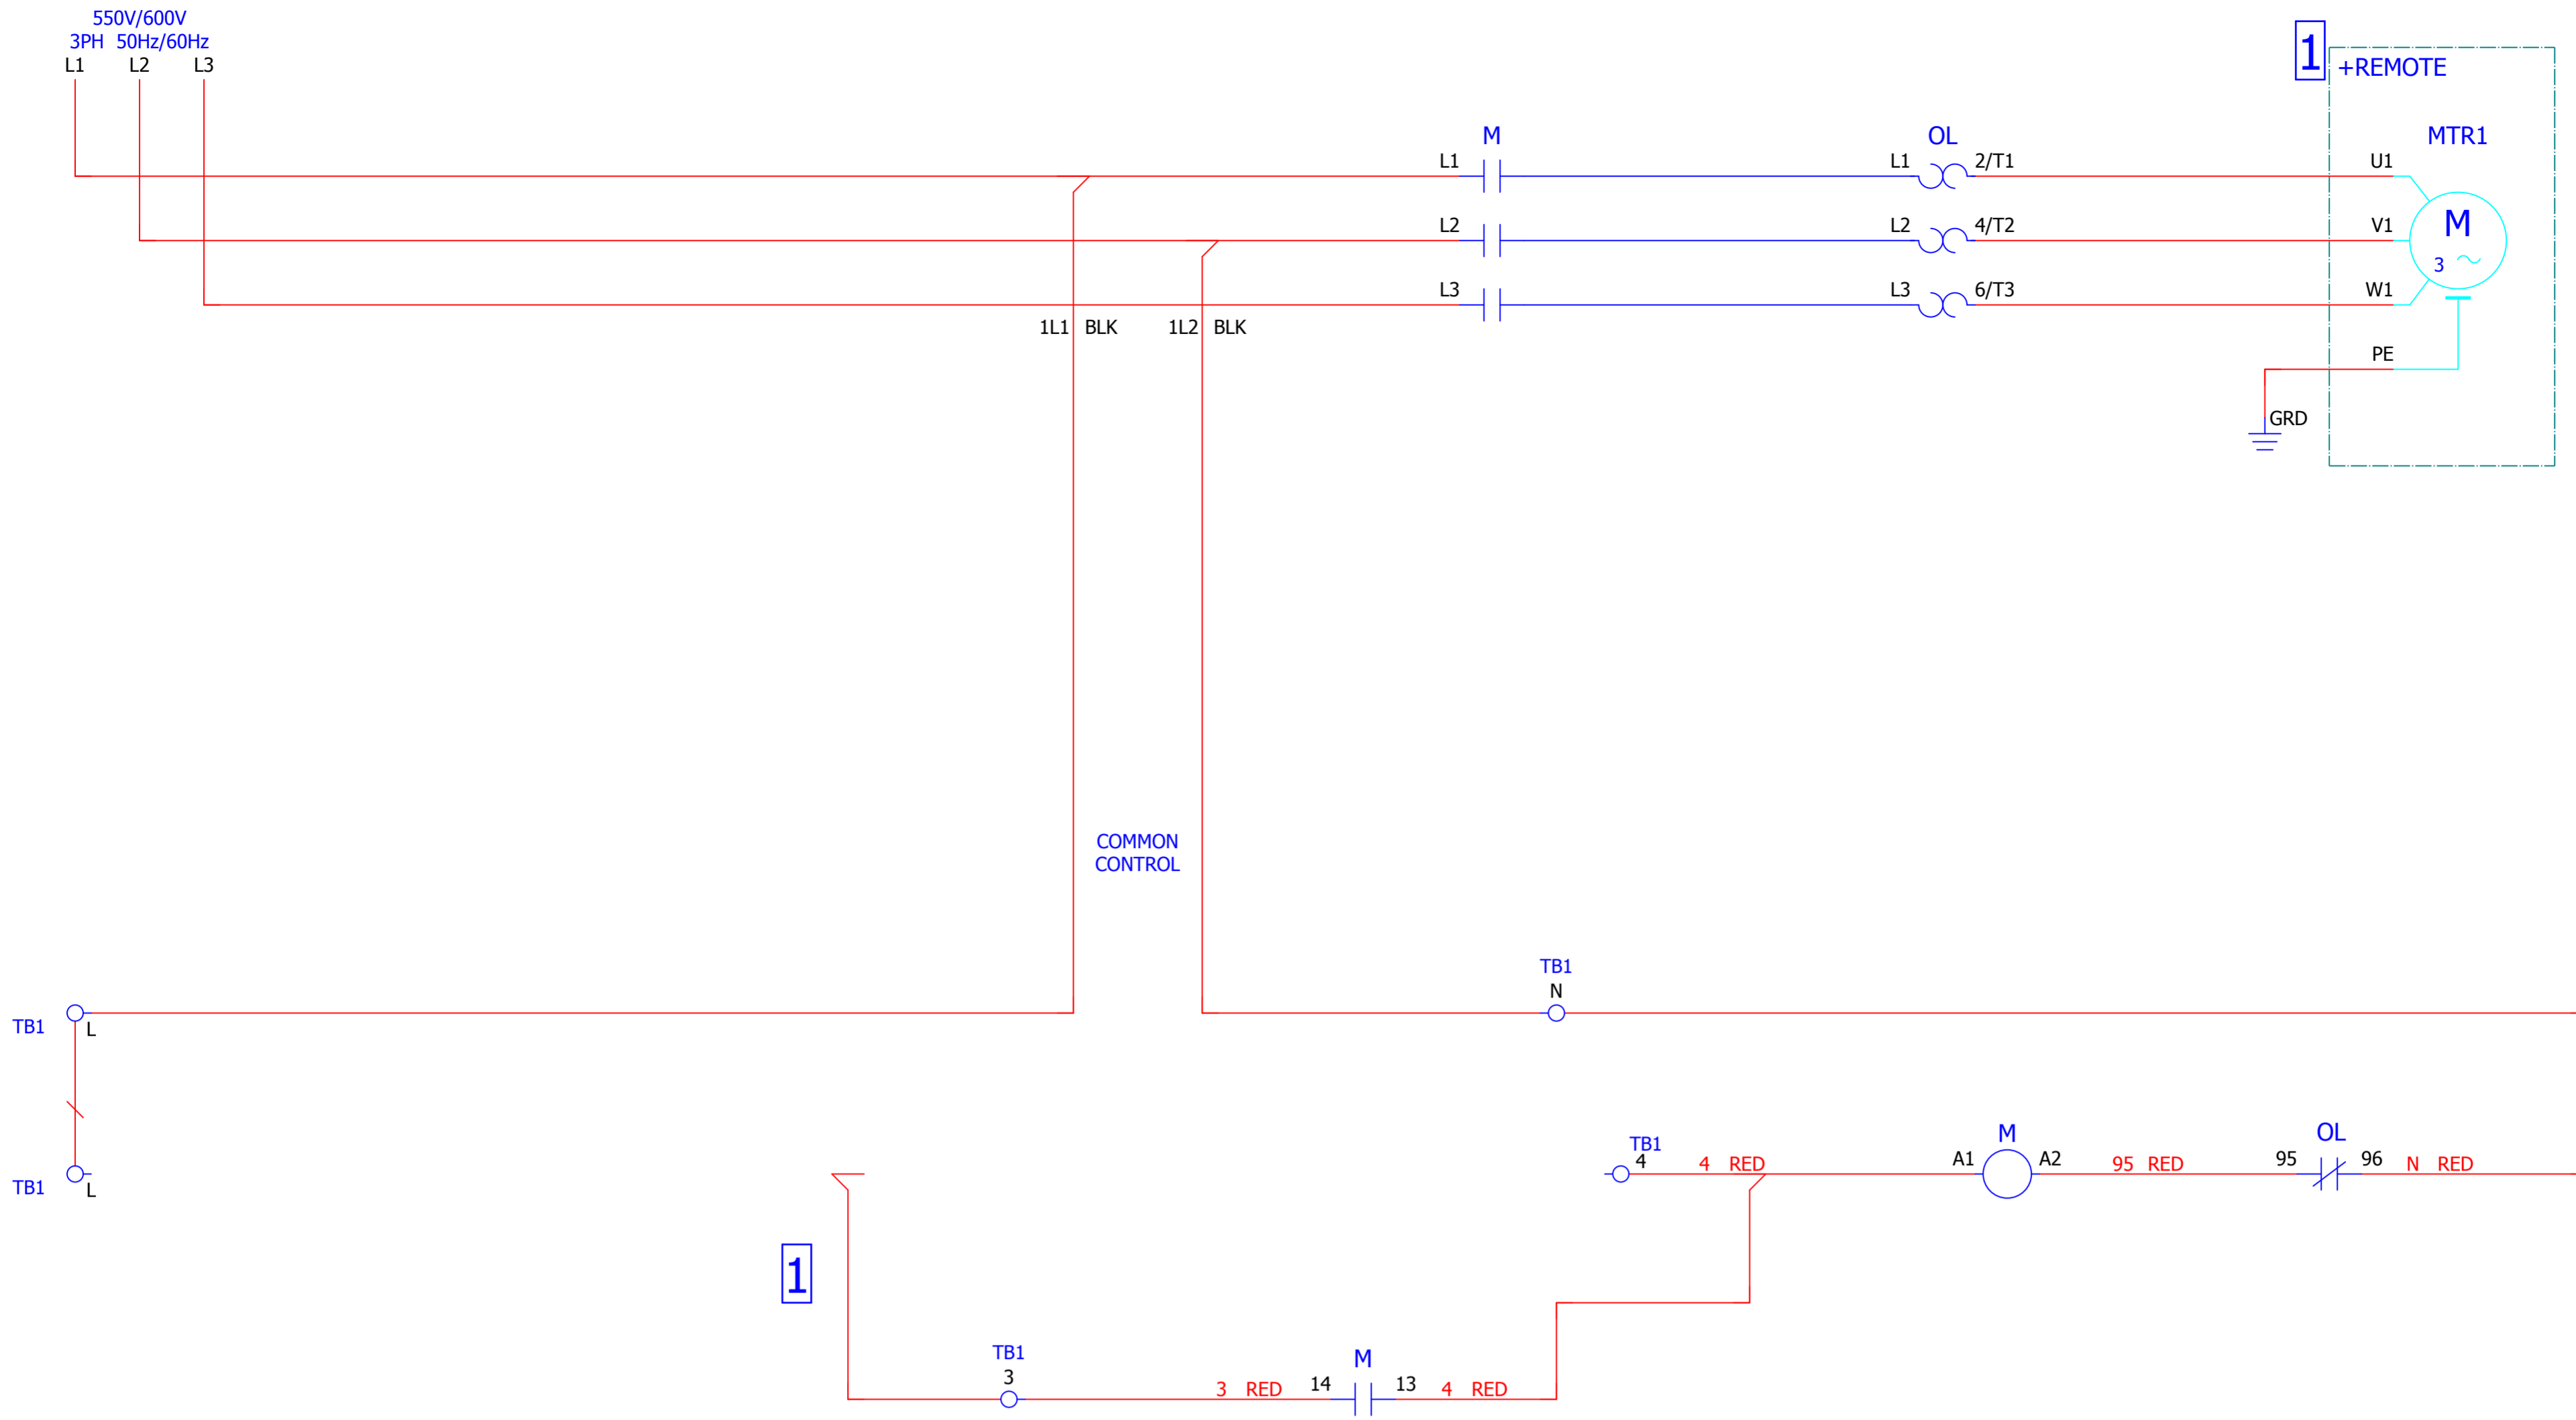 550V/600V
3PH 50Hz/60Hz
L1 L2 L3
1
+REMOTE
M OL MTR1
L1 L1 2/T1 U1
L2 L2 4/T2 V1
M
3
L3 L3 6/T3 W1
1L1 BLK 1L2 BLK
PE
GRD
COMMON
CONTROL
TB1
N
TB1 L
TB1
4 4 RED
M
A1 A2 95 RED
OL
95 96 N RED
TB1 L
1
TB1
3
M
3 RED 14 13 4 RED